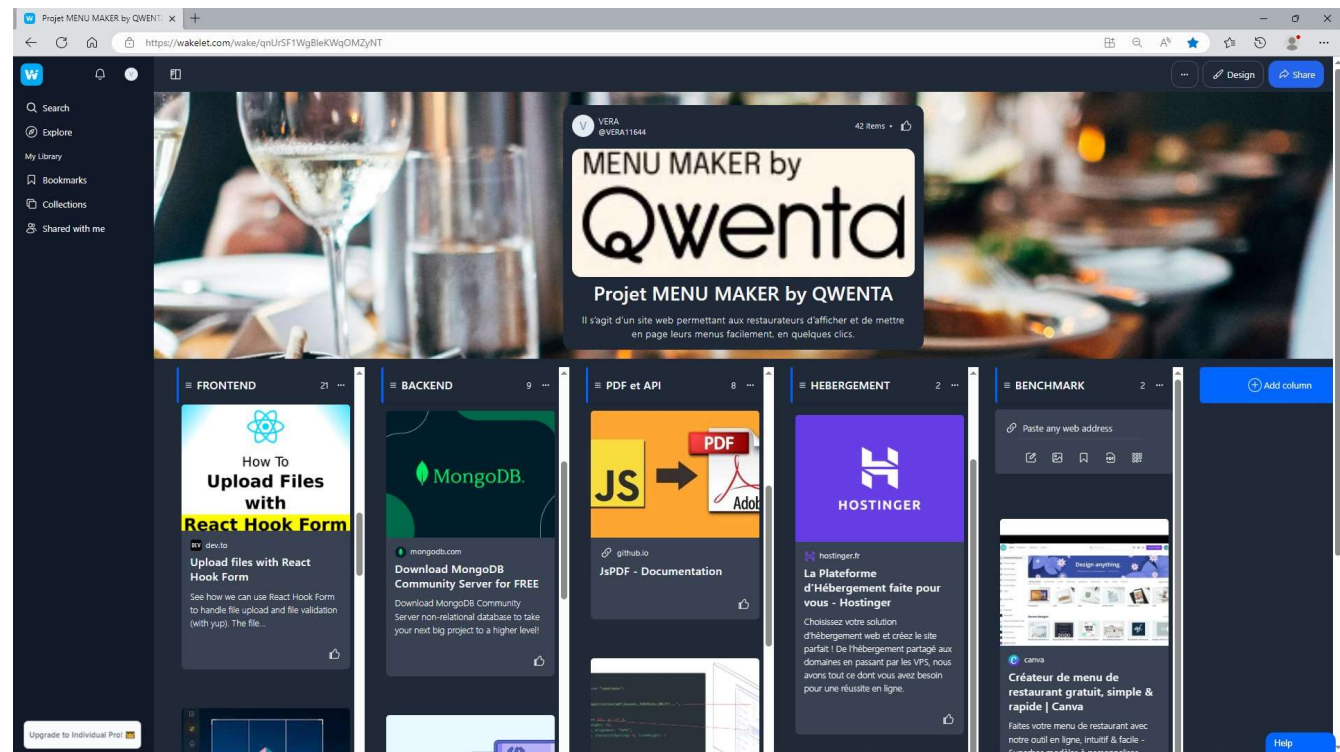 Projet MENU MAKER by QWENT
https://wakelet.com/wake/qnUrSF1WgBleKWqOMZyNT
Search
Explore
My Library
Bookmarks
Collections
Shared with me
Upgrade to Individual Pro!
Design
Share
VERA
@VERA11644
42 items •
MENU MAKER by
Qwenta
Projet MENU MAKER by QWENTA
Il s'agit d'un site web permettant aux restaurateurs d'afficher et de mettre
en page leurs menus facilement, en quelques clics.
FRONTEND 21
How To
Upload Files
with
React Hook Form
DEV dev.to
Upload files with React
Hook Form
See how we can use React Hook Form
to handle file upload and file validation
(with yup). The file...
BACKEND 9
MongoDB.
mongodb.com
Download MongoDB
Community Server for FREE
Download MongoDB Community
Server non-relational database to take
your next big project to a higher level!
PDF et API 8
JS
PDF
Adob
github.io
JsPDF - Documentation
HEBERGEMENT 2
HOSTINGER
hostinger.fr
La Plateforme
d'Hébergement faite pour
vous - Hostinger
Choisissez votre solution
d'hébergement web et créez le site
parfait ! De l'hébergement partagé aux
domaines en passant par les VPS, nous
avons tout ce dont vous avez besoin
pour une réussite en ligne.
BENCHMARK 2
Paste any web address
Design anything.
canva
Créateur de menu de
restaurant gratuit, simple &
rapide | Canva
Faites votre menu de restaurant avec
notre outil en ligne, intuitif & facile -
Add column
Help